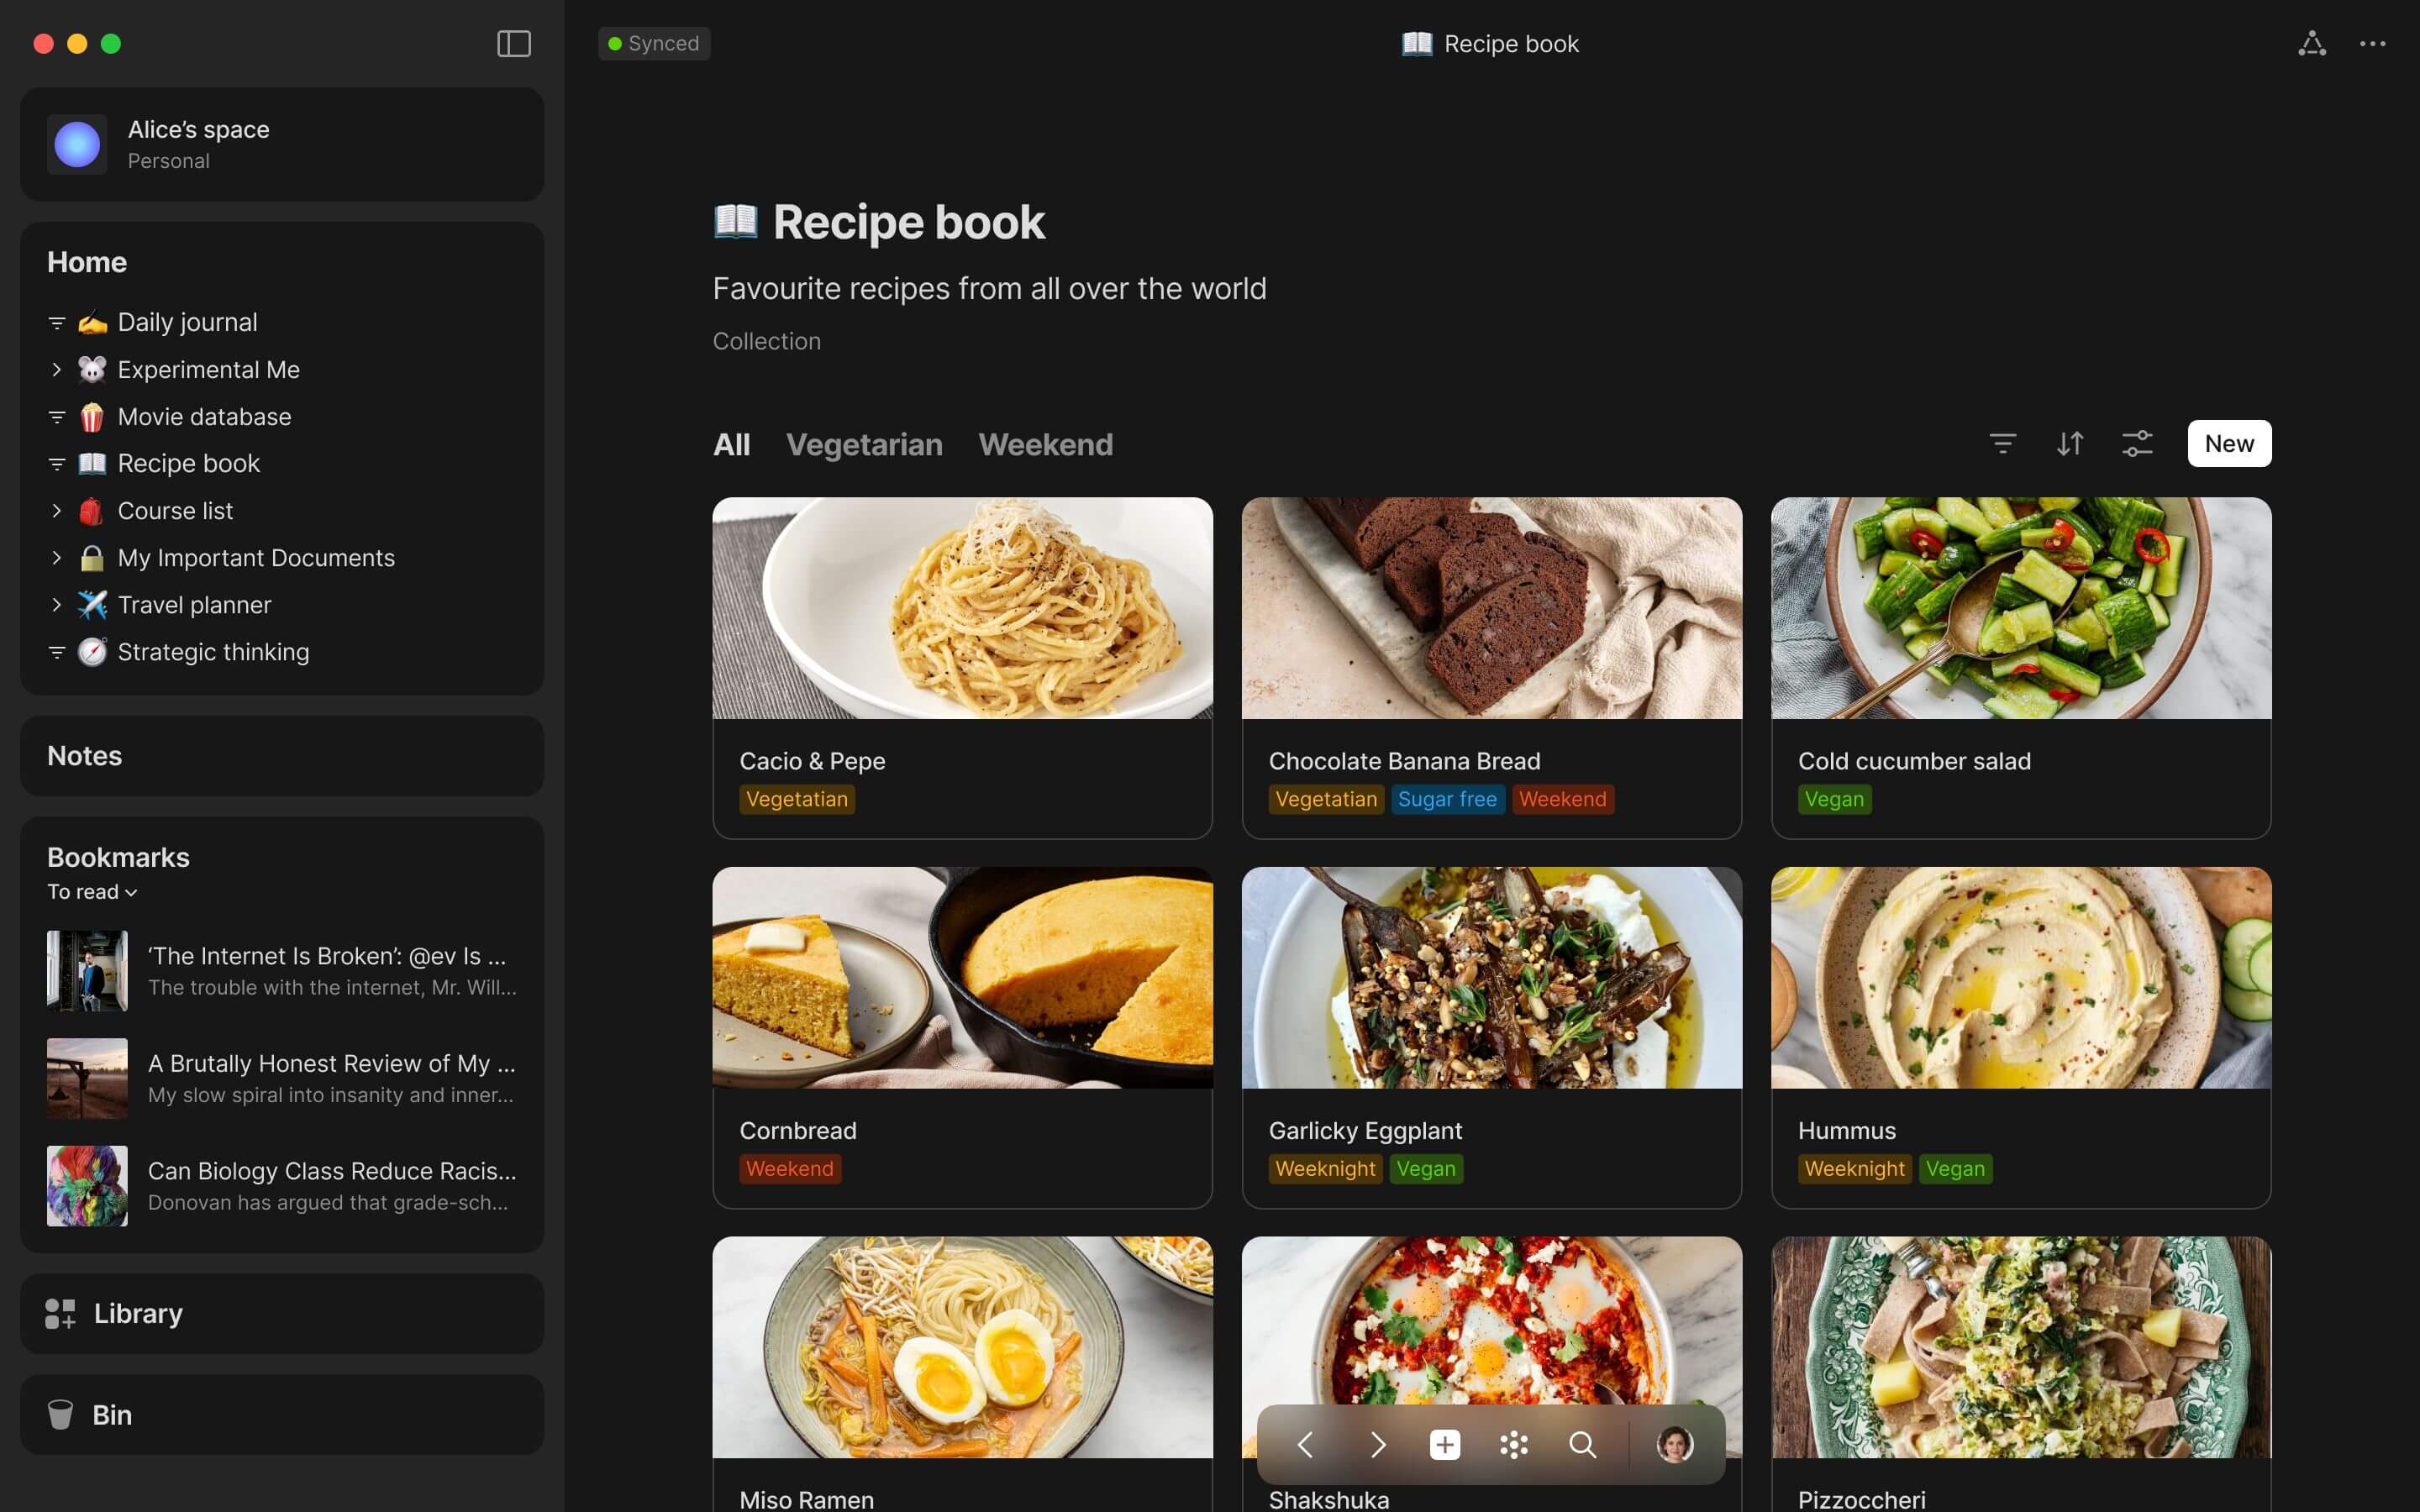 Synced
Recipe book
Alice’s space
Personal
Home
Daily journal
Experimental Me
Movie database
Recipe book
Course list
My Important Documents
Travel planner
Strategic thinking
Notes
Bookmarks
To read
‘The Internet Is Broken’: @ev Is ...
The trouble with the internet, Mr. Will...
A Brutally Honest Review of My ...
My slow spiral into insanity and inner...
Can Biology Class Reduce Racis...
Donovan has argued that grade-sch...
Library
Bin
Recipe book
Favourite recipes from all over the world
Collection
All Vegetarian Weekend
New
Cacio & Pepe
Vegetatian
Chocolate Banana Bread
Vegetatian Sugar free Weekend
Cold cucumber salad
Vegan
Cornbread
Weekend
Garlicky Eggplant
Weeknight Vegan
Hummus
Weeknight Vegan
Miso Ramen
Shakshuka
Pizzoccheri